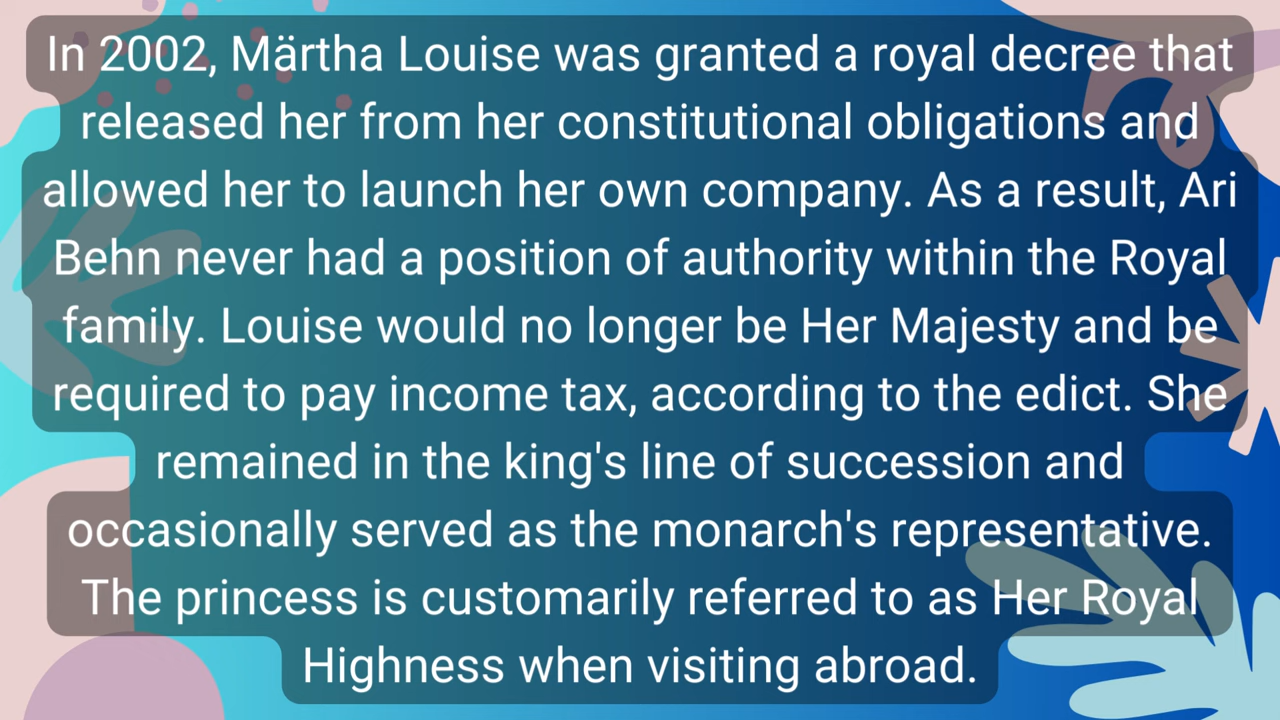 In 2002, Märtha Louise was granted a royal decree that
released her from her constitutional obligations and
allowed her to launch her own company. As a result, Ari
Behn never had a position of authority within the Royal
family. Louise would no longer be Her Majesty and be
required to pay income tax, according to the edict. She
remained in the king's line of succession and
occasionally served as the monarch's representative.
The princess is customarily referred to as Her Royal
Highness when visiting abroad.